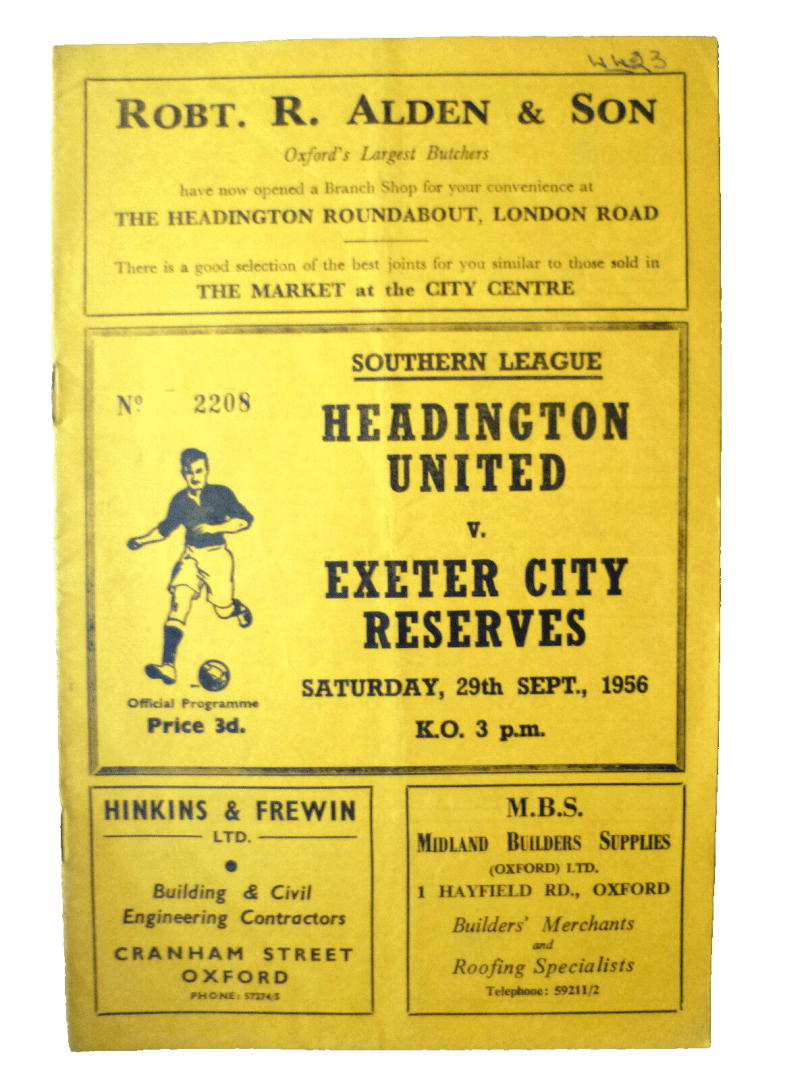 4423
ROBT. R. ALDEN & SON
Oxford's Largest Butchers
have now opened a Branch Shop for your convenience at
THE HEADINGTON ROUNDABOUT, LONDON ROAD
There is a good selection of the best joints for you similar to those sold in
THE MARKET at the CITY CENTRE
SOUTHERN LEAGUE
Nº 2208
HEADINGTON
UNITED
v.
EXETER CITY
RESERVES
SATURDAY, 29th SEPT., 1956
K.O. 3 p.m.
Official Programme
Price 3d.
HINKINS & FREWIN
LTD.
Building & Civil
Engineering Contractors
CRANHAM STREET
OXFORD
PHONE: 57274/5
M.B.S.
MIDLAND BUILDERS SUPPLIES
(OXFORD) LTD.
1 HAYFIELD RD., OXFORD
Builders' Merchants
and
Roofing Specialists
Telephone: 59211/2